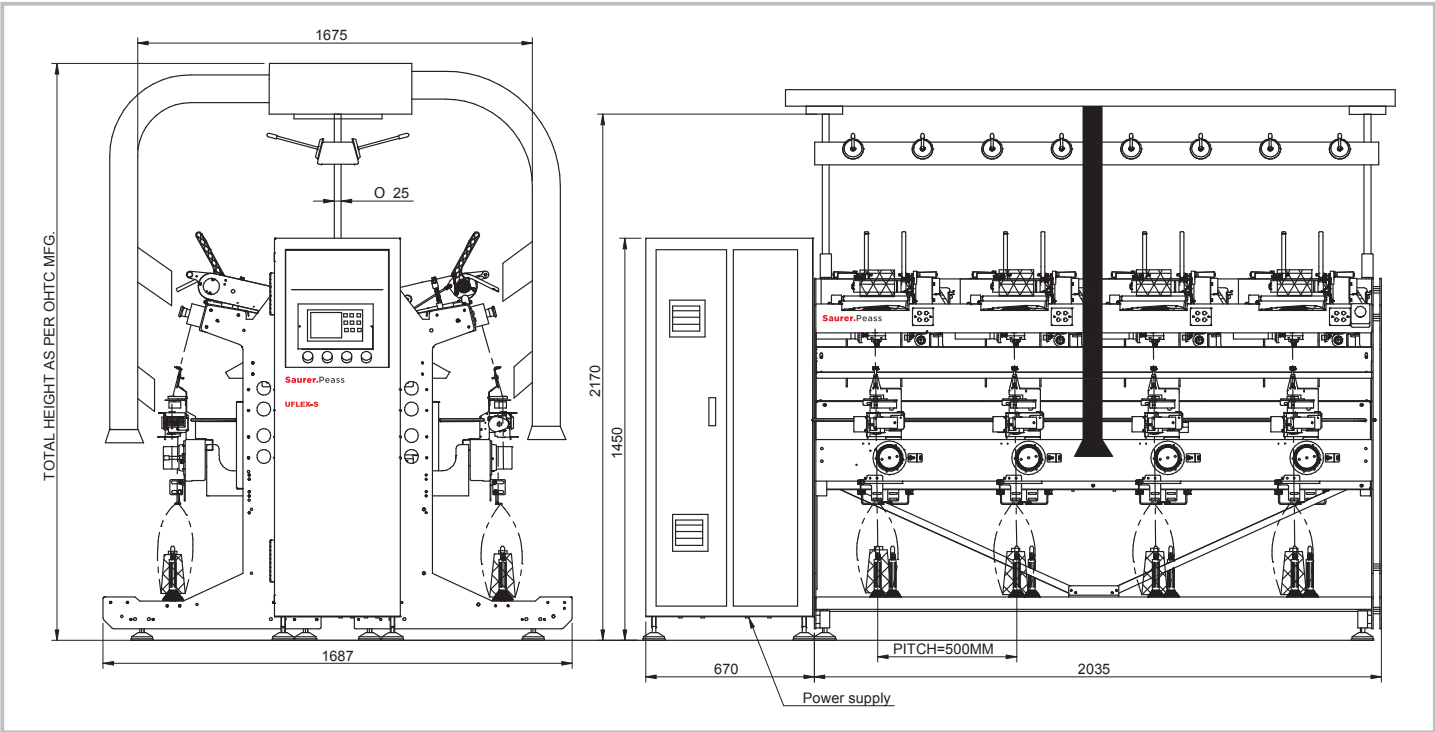 1675
TOTAL HEIGHT AS PER OHTC MFG.
O 25
Saurer.Peass
UFLEX-S
1687
2170
1450
Saurer.Peass
PITCH=500MM
670
2035
Power supply